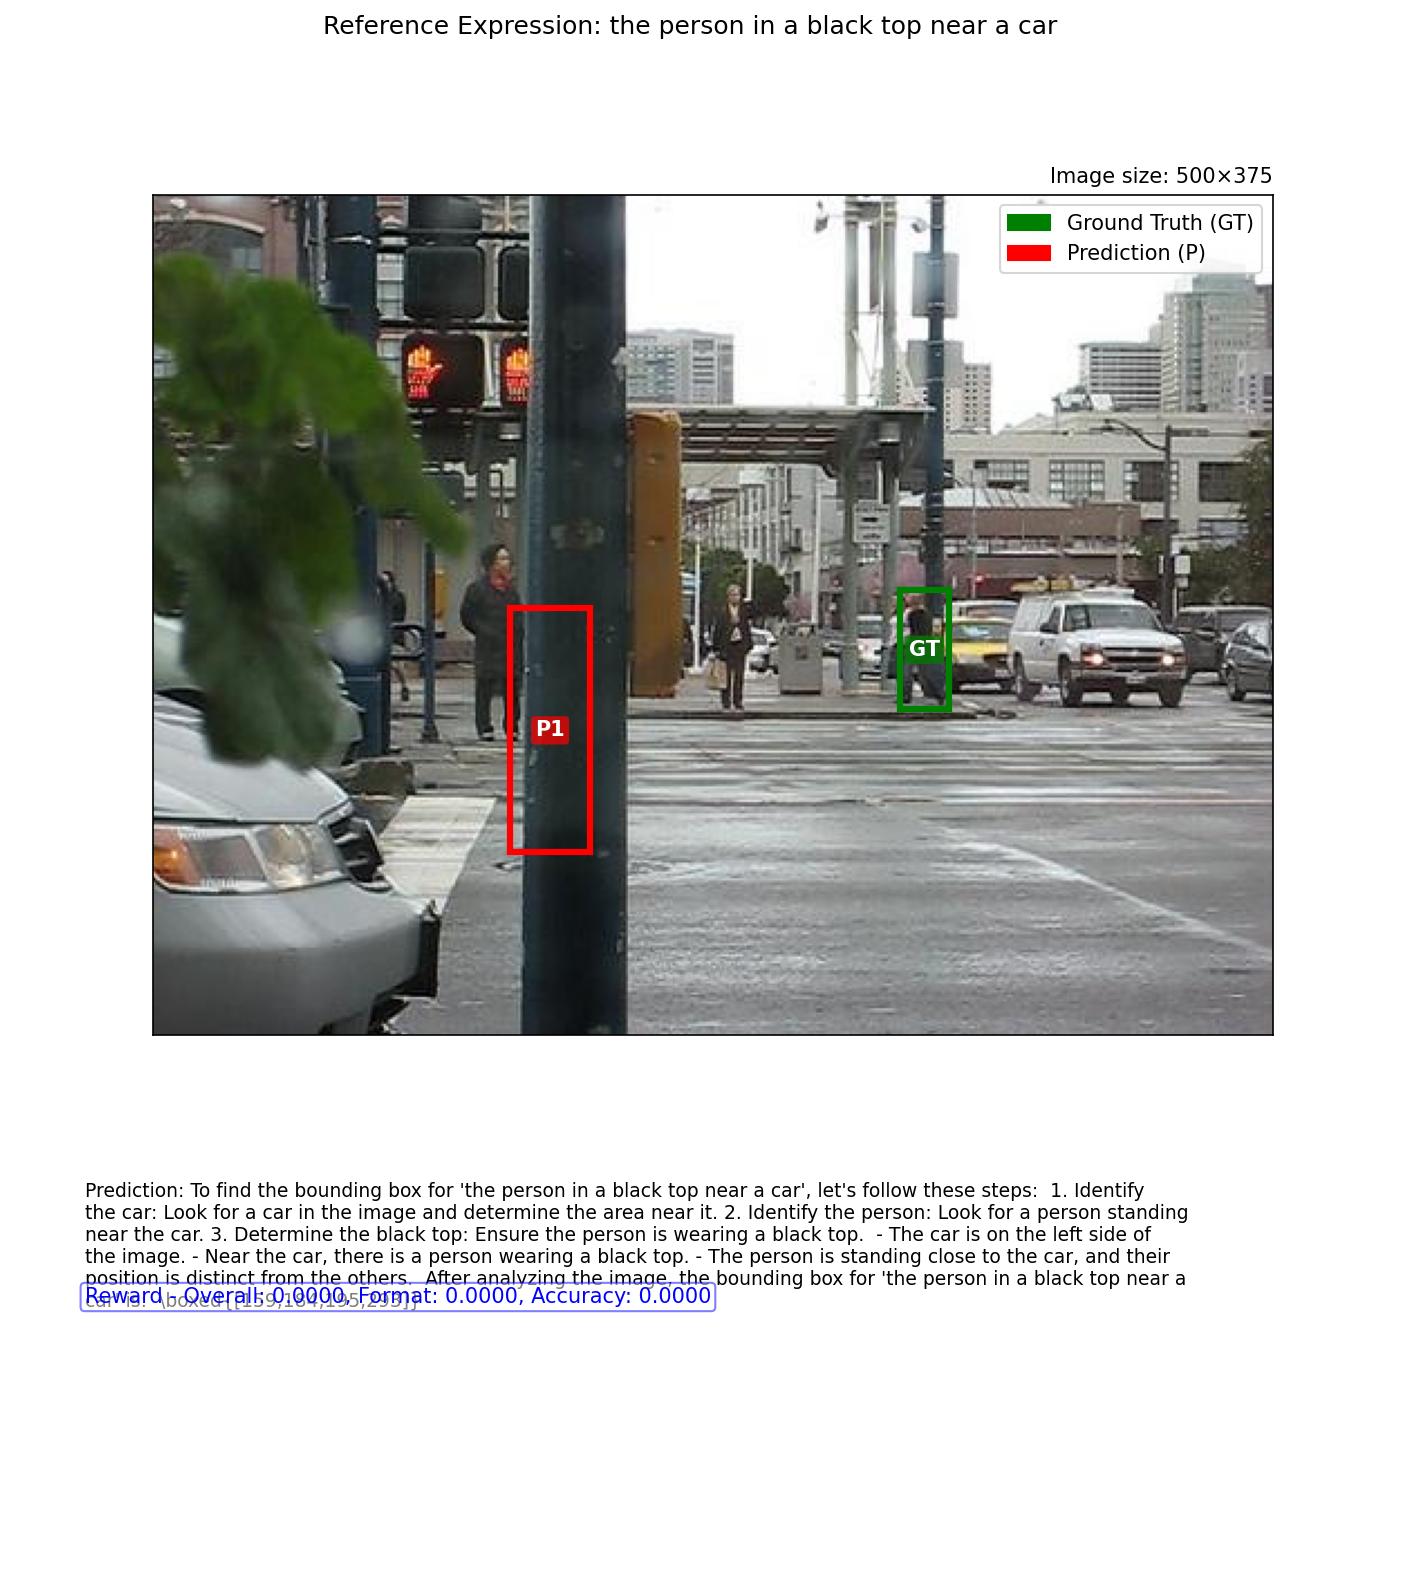 Reference Expression: the person in a black top near a car
Image size: 500×375
Ground Truth (GT)
Prediction (P)
GT
P1
Prediction: To find the bounding box for 'the person in a black top near a car', let's follow these steps:  1. Identify
the car: Look for a car in the image and determine the area near it. 2. Identify the person: Look for a person standing
near the car. 3. Determine the black top: Ensure the person is wearing a black top.  - The car is on the left side of
the image. - Near the car, there is a person wearing a black top. - The person is standing close to the car, and their
position is distinct from the others.  After analyzing the image, the bounding box for 'the person in a black top near a
car' is:  \boxed{[159,184,195,293]}
Reward - Overall: 0.0000, Format: 0.0000, Accuracy: 0.0000